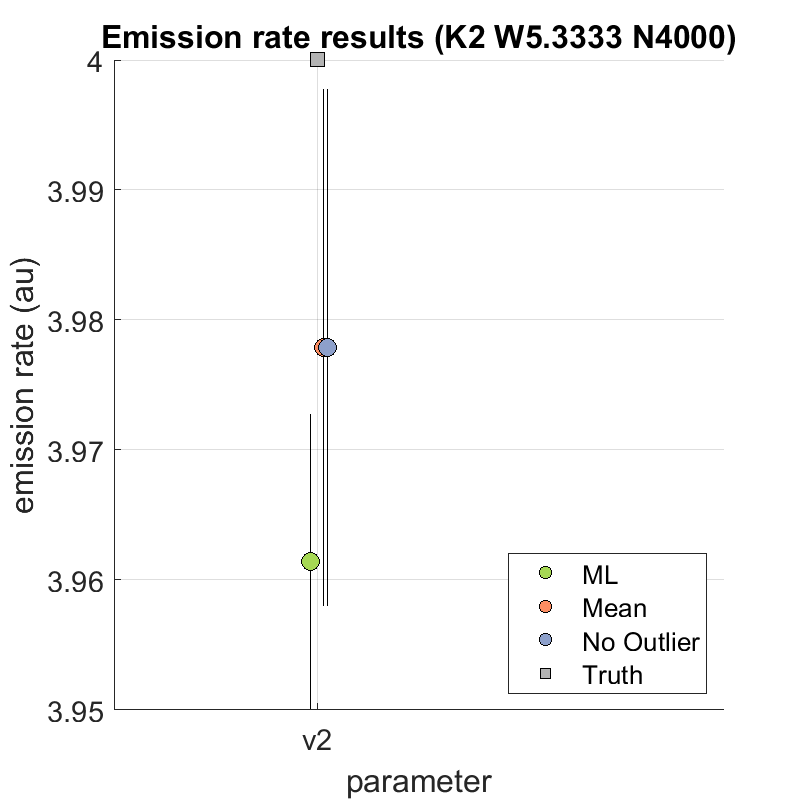 Emission rate results (K2 W5.3333 N4000)
4
3.99
3.98
3.97
3.96
3.95
emission rate (au)
v2
parameter
ML
Mean
No Outlier
Truth